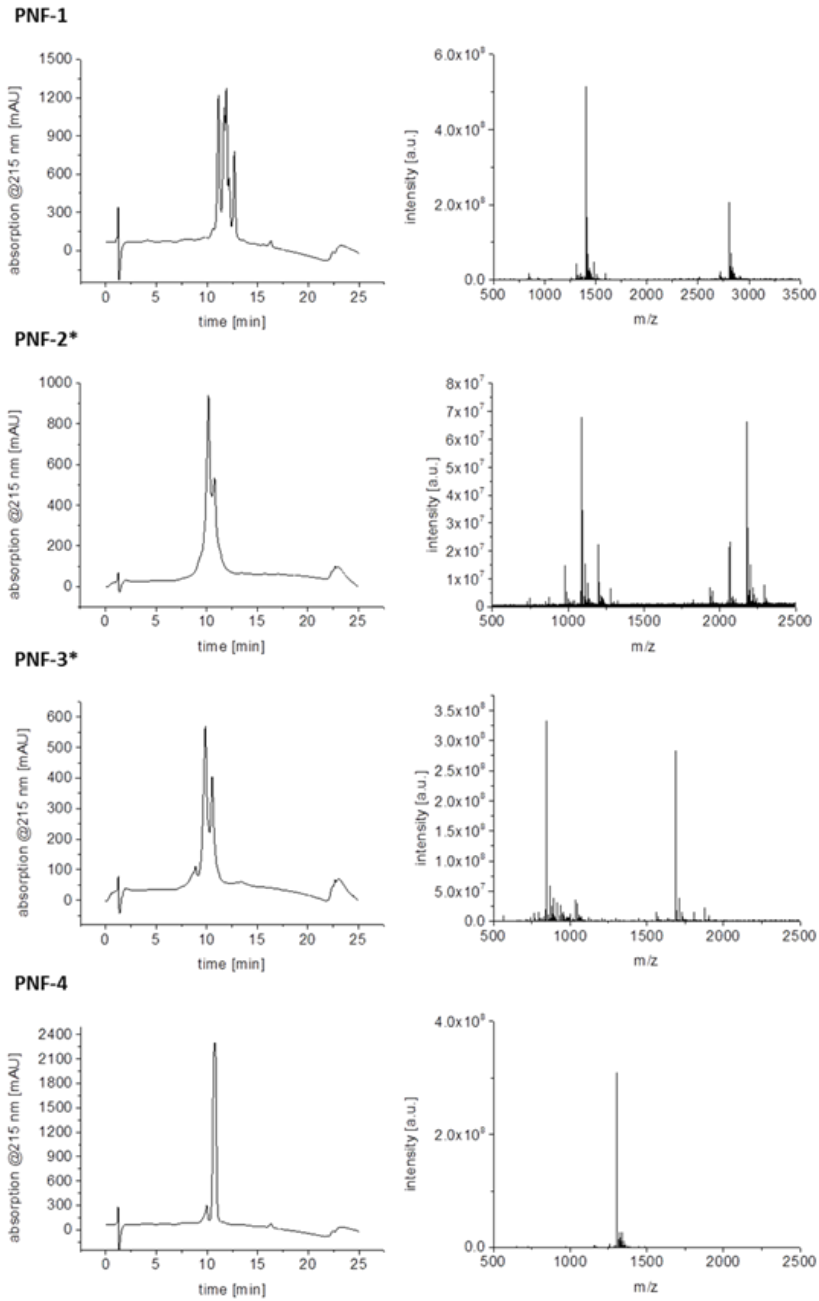 PNF-1
absorption @215 nm [mAU]
1500
1200
900
600
300
0
0 5 10 15 20 25
time [min]
intensity [a.u.]
6.0x10⁸
4.0x10⁸
2.0x10⁸
0.0
500 1000 1500 2000 2500 3000 3500
m/z
PNF-2*
absorption @215 nm [mAU]
1000
800
600
400
200
0
0 5 10 15 20 25
time [min]
intensity [a.u.]
8x10⁷
7x10⁷
6x10⁷
5x10⁷
4x10⁷
3x10⁷
2x10⁷
1x10⁷
0
500 1000 1500 2000 2500
m/z
PNF-3*
absorption @215 nm [mAU]
600
500
400
300
200
100
0
0 5 10 15 20 25
time [min]
intensity [a.u.]
3.5x10⁸
3.0x10⁸
2.5x10⁸
2.0x10⁸
1.5x10⁸
1.0x10⁸
5.0x10⁷
0.0
500 1000 1500 2000 2500
m/z
PNF-4
absorption @215 nm [mAU]
2400
2100
1800
1500
1200
900
600
300
0
0 5 10 15 20 25
time [min]
intensity [a.u.]
4.0x10⁸
2.0x10⁸
0.0
500 1000 1500 2000 2500
m/z